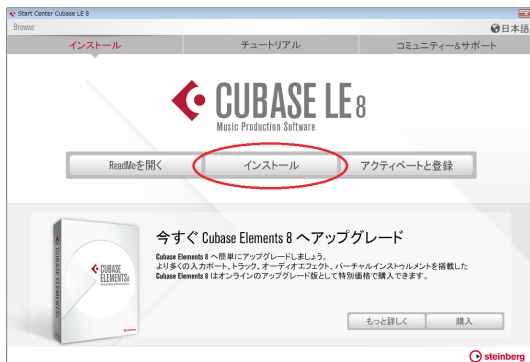 Start Center Cubase LE 8
Browse
日本語
インストール チュートリアル コミュニティー&サポート
CUBASE LE 8
Music Production Software
ReadMeを開く インストール アクティベートと登録
今すぐ Cubase Elements 8 へアップグレード
Cubase Elements 8 へ簡単にアップグレードしましょう。
より多くの入力ポート、トラック、オーディオエフェクト、バーチャルインストゥルメントを搭載した
Cubase Elements 8 はオンラインのアップグレード版として特別価格で購入できます。
CUBASE
ELEMENTS8
CUBASE ELEMENTS8
steinberg
もっと詳しく 購入
steinberg